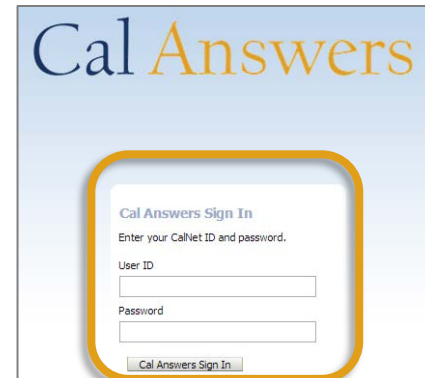 Cal Answers
Cal Answers Sign In
Enter your CalNet ID and password.
User ID
Password
Cal Answers Sign In